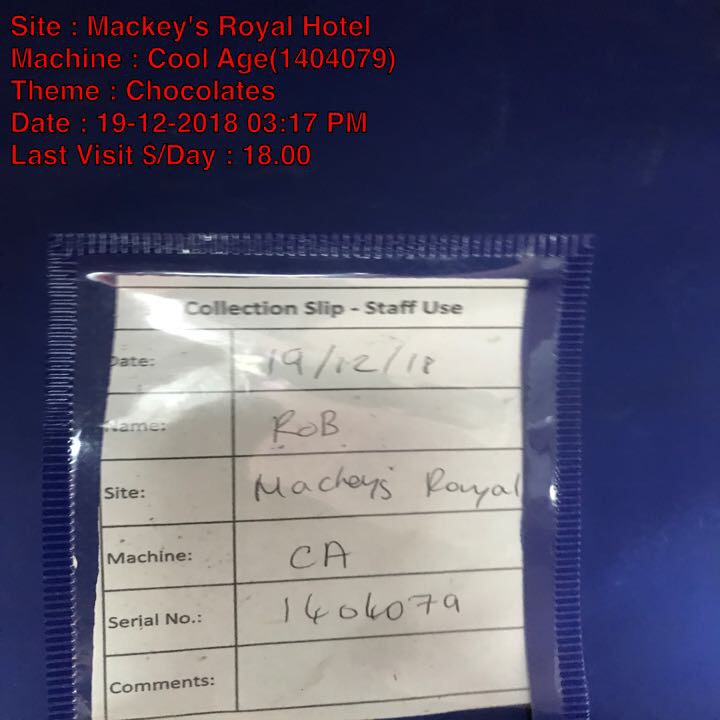 Site : Mackey's Royal Hotel
Machine : Cool Age(1404079)
Theme : Chocolates
Date : 19-12-2018 03:17 PM
Last Visit $/Day : 18.00
Collection Slip - Staff Use
Date: 19/12/18
Name: RoB
Site: Mackeys Royal
Machine: CA
Serial No.: 1404079
Comments: